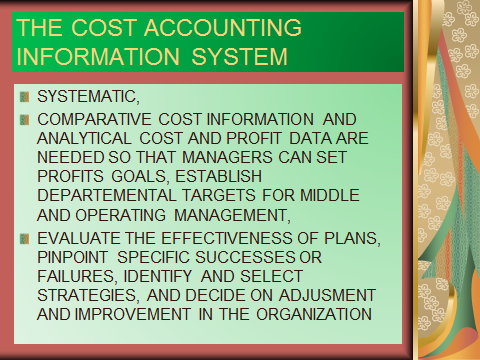 THE COST ACCOUNTING
INFORMATION SYSTEM
SYSTEMATIC,
COMPARATIVE COST INFORMATION AND
ANALYTICAL COST AND PROFIT DATA ARE
NEEDED SO THAT MANAGERS CAN SET
PROFITS GOALS, ESTABLISH
DEPARTEMENTAL TARGETS FOR MIDDLE
AND OPERATING MANAGEMENT,
EVALUATE THE EFFECTIVENESS OF PLANS,
PINPOINT SPECIFIC SUCCESSES OR
FAILURES, IDENTIFY AND SELECT
STRATEGIES, AND DECIDE ON ADJUSMENT
AND IMPROVEMENT IN THE ORGANIZATION